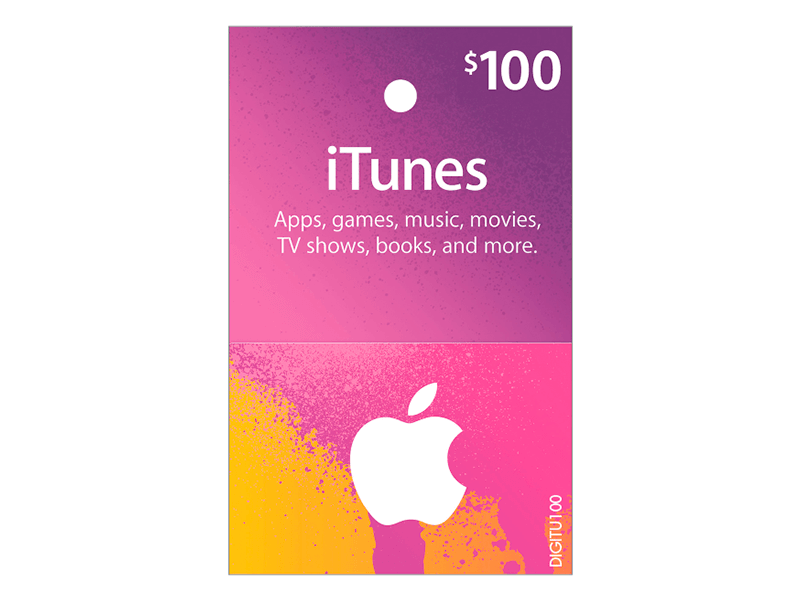 $100
iTunes
Apps, games, music, movies,
TV shows, books, and more.
DIGITU100